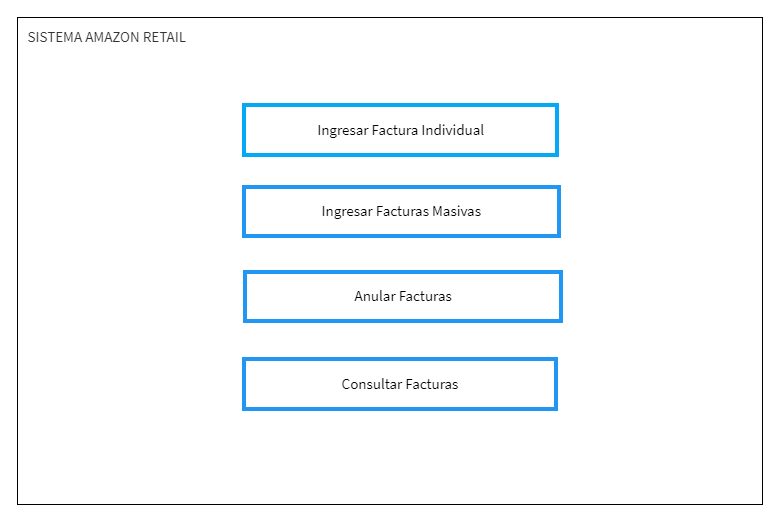 SISTEMA AMAZON RETAIL
Ingresar Factura Individual
Ingresar Facturas Masivas
Anular Facturas
Consultar Facturas